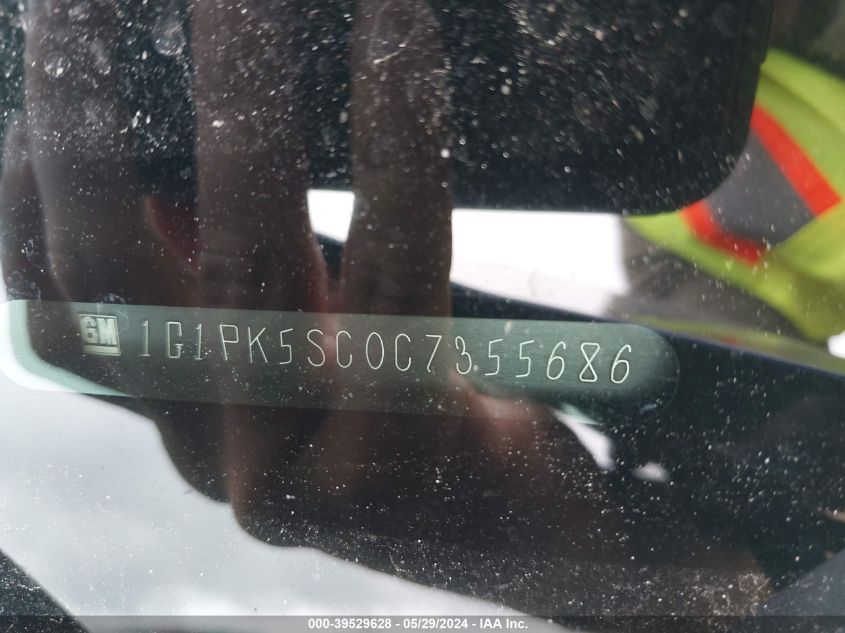 GM 1G1PK5SC0C7355686
000-39529628 - 05/29/2024 - IAA Inc.